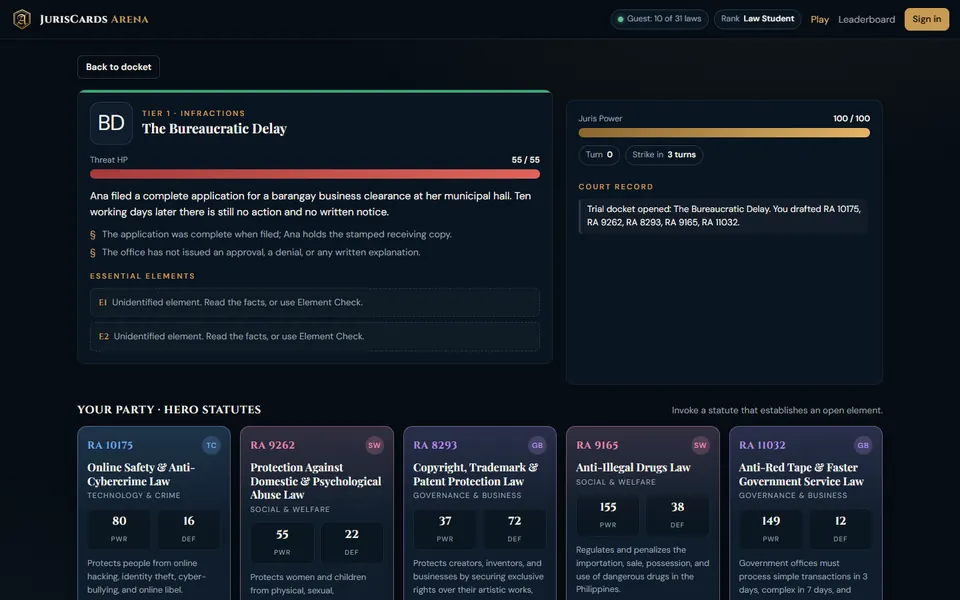 JURISCARDS ARENA
Guest: 10 of 31 laws
Rank Law Student
Play
Leaderboard
Sign in
Back to docket
BD
TIER 1 · INFRACTIONS
The Bureaucratic Delay
Threat HP
55 / 55
Ana filed a complete application for a barangay business clearance at her municipal hall. Ten
working days later there is still no action and no written notice.
§ The application was complete when filed; Ana holds the stamped receiving copy.
§ The office has not issued an approval, a denial, or any written explanation.
ESSENTIAL ELEMENTS
E1 Unidentified element. Read the facts, or use Element Check.
E2 Unidentified element. Read the facts, or use Element Check.
Juris Power
100 / 100
Turn 0
Strike in 3 turns
COURT RECORD
Trial docket opened: The Bureaucratic Delay. You drafted RA 10175,
RA 9262, RA 8293, RA 9165, RA 11032.
YOUR PARTY · HERO STATUTES
Invoke a statute that establishes an open element.
RA 10175
TC
Online Safety & Anti-
Cybercrime Law
TECHNOLOGY & CRIME
80
PWR
16
DEF
Protects people from online
hacking, identity theft, cyber-
bullying, and online libel.
RA 9262
SW
Protection Against
Domestic & Psychological
Abuse Law
SOCIAL & WELFARE
55
PWR
22
DEF
Protects women and children
from physical, sexual,
RA 8293
GB
Copyright, Trademark &
Patent Protection Law
GOVERNANCE & BUSINESS
37
PWR
72
DEF
Protects creators, inventors, and
businesses by securing exclusive
rights over their artistic works,
RA 9165
SW
Anti-Illegal Drugs Law
SOCIAL & WELFARE
155
PWR
38
DEF
Regulates and penalizes the
importation, sale, possession, and
use of dangerous drugs in the
Philippines.
RA 11032
GB
Anti-Red Tape & Faster
Government Service Law
GOVERNANCE & BUSINESS
149
PWR
12
DEF
Government offices must
process simple transactions in 3
days, complex in 7 days, and